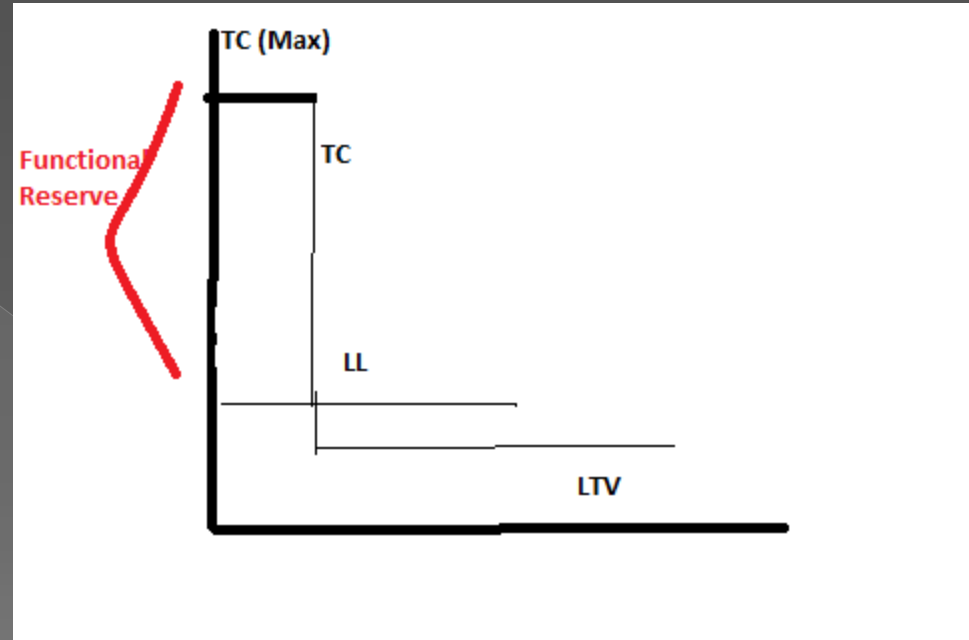 TC (Max)
Functional
Reserve
TC
LL
LTV